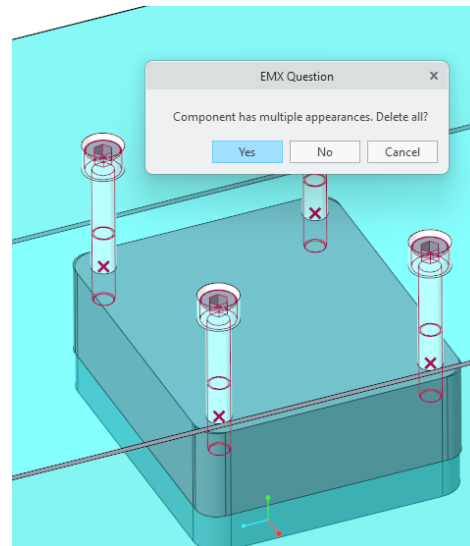 EMX Question
Component has multiple appearances. Delete all?
Yes No Cancel